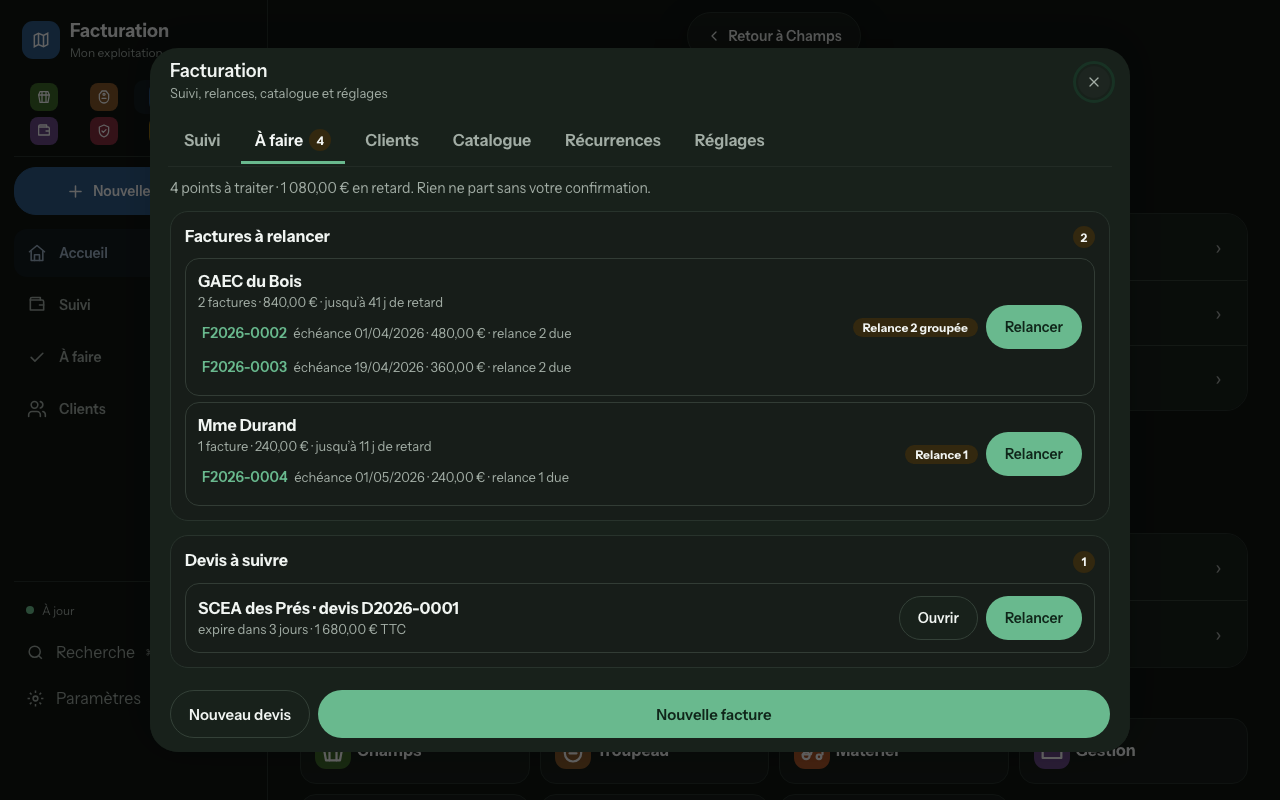 Facturation
Mon exploitation
Retour à Champs
Facturation
Suivi, relances, catalogue et réglages
Suivi
À faire 4
Clients
Catalogue
Récurrences
Réglages
Nouvelle
4 points à traiter · 1 080,00 € en retard. Rien ne part sans votre confirmation.
Accueil
Suivi
À faire
Clients
Factures à relancer 2
GAEC du Bois
2 factures · 840,00 € · jusqu'à 41 j de retard
F2026-0002 échéance 01/04/2026 · 480,00 € · relance 2 due
F2026-0003 échéance 19/04/2026 · 360,00 € · relance 2 due
Relance 2 groupée
Relancer
Mme Durand
1 facture · 240,00 € · jusqu'à 11 j de retard
F2026-0004 échéance 01/05/2026 · 240,00 € · relance 1 due
Relance 1
Relancer
Devis à suivre 1
SCEA des Prés · devis D2026-0001
expire dans 3 jours · 1 680,00 € TTC
Ouvrir
Relancer
À jour
Recherche
Paramètres
Nouveau devis
Nouvelle facture
Champs
Troupeau
Matériel
Gestion